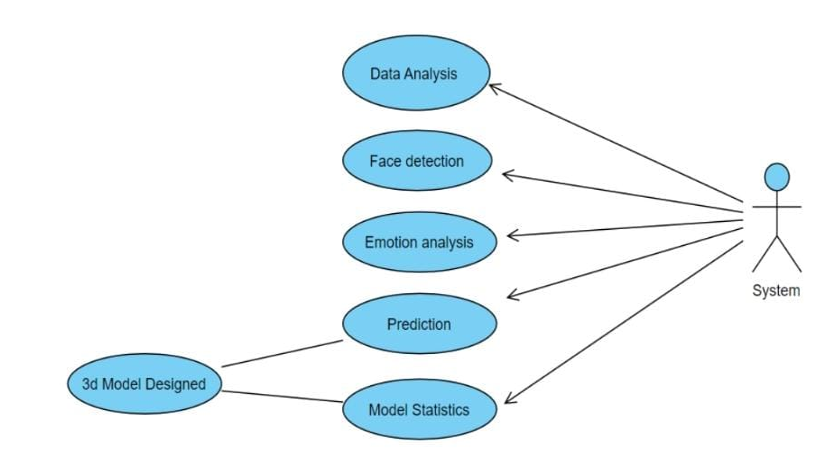 Data Analysis
Face detection
Emotion analysis
System
Prediction
3d Model Designed
Model Statistics